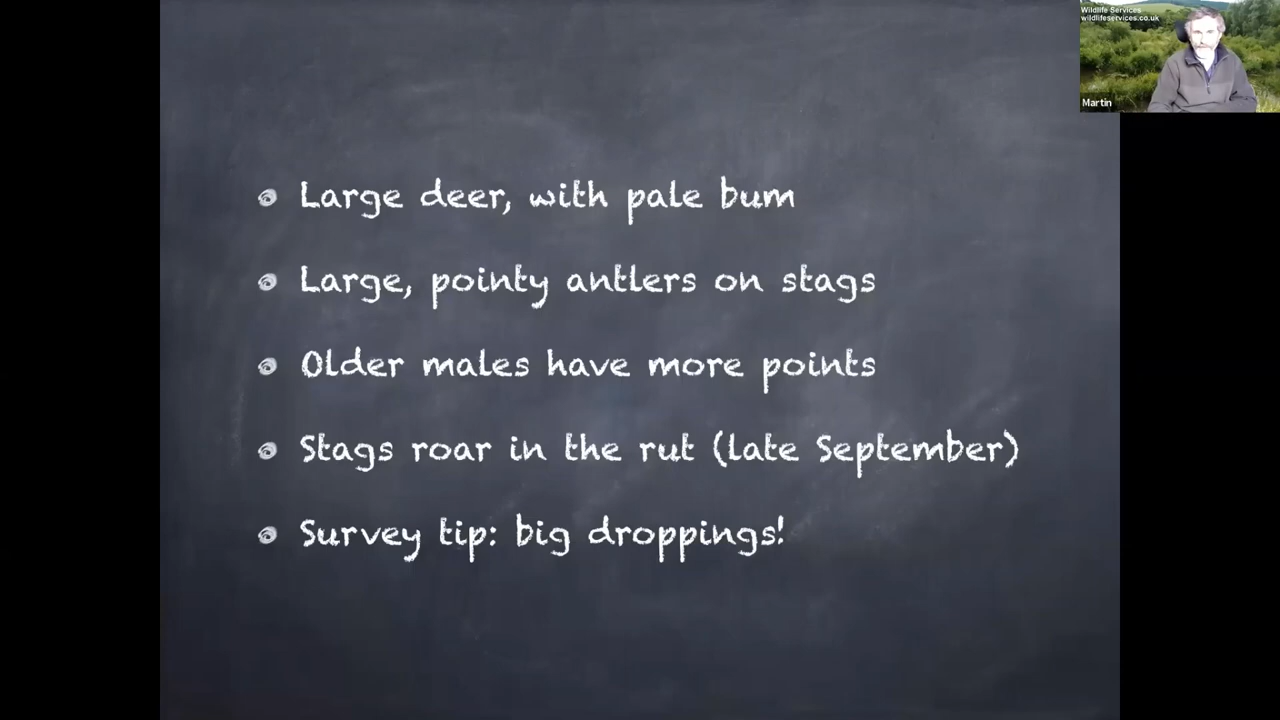 Wildlife Services
wildlifeservices.co.uk
Martin
Large deer, with pale bum
Large, pointy antlers on stags
Older males have more points
Stags roar in the rut (late September)
Survey tip: big droppings!